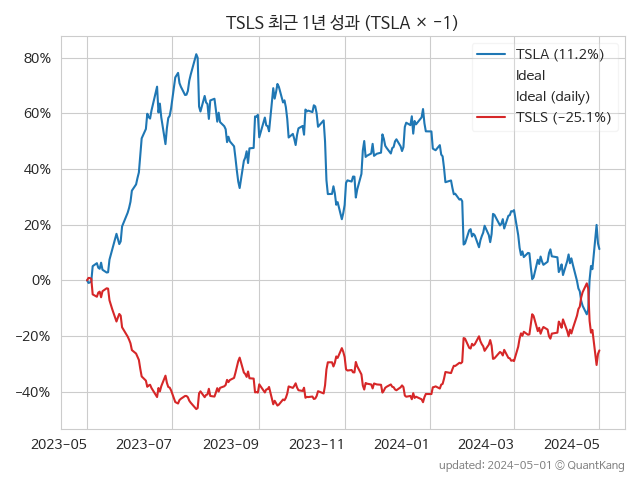 TSLS 최근 1년 성과 (TSLA × −1)
TSLA (11.2%)
Ideal
Ideal (daily)
TSLS (−25.1%)
80%
60%
40%
20%
0%
−20%
−40%
2023−05 2023−07 2023−09 2023−11 2024−01 2024−03 2024−05
updated: 2024−05−01 © QuantKang